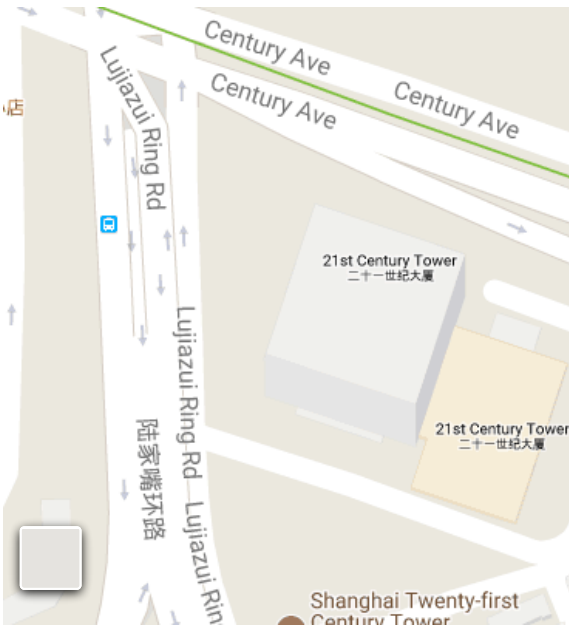 Century Ave
Century Ave
Century Ave
Lujiazui Ring Rd
店
21st Century Tower
二十一世纪大厦
Lujiazui Ring Rd
陆家嘴环路
21st Century Tower
二十一世纪大厦
Lujiazui Rin
Shanghai Twenty-first
Century Tower